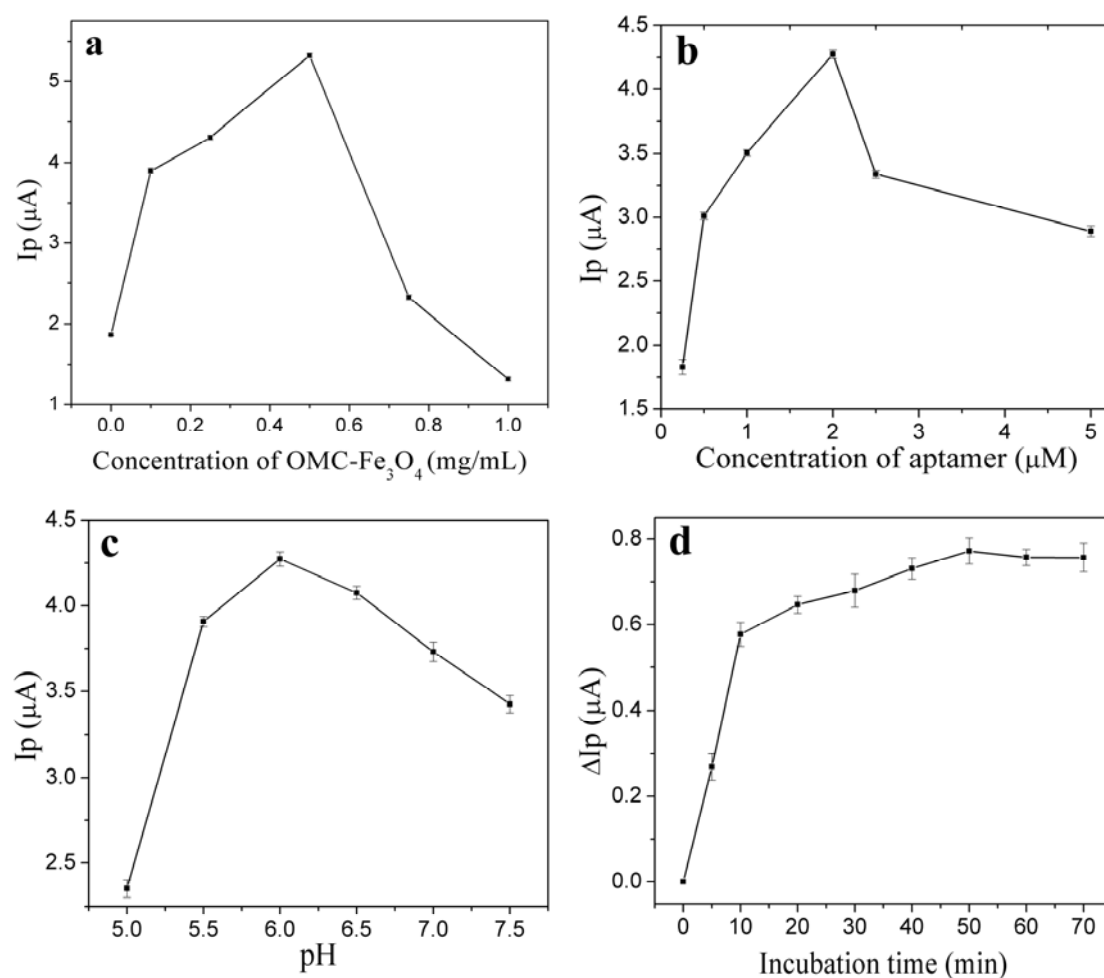 a
Ip (μA)
5
4
3
2
1
0.0 0.2 0.4 0.6 0.8 1.0
Concentration of OMC-Fe₃O₄ (mg/mL)
b
Ip (μA)
4.5
4.0
3.5
3.0
2.5
2.0
1.5
0 1 2 3 4 5
Concentration of aptamer (μM)
c
Ip (μA)
4.5
4.0
3.5
3.0
2.5
5.0 5.5 6.0 6.5 7.0 7.5
pH
d
ΔIp (μA)
0.8
0.6
0.4
0.2
0.0
0 10 20 30 40 50 60 70
Incubation time (min)